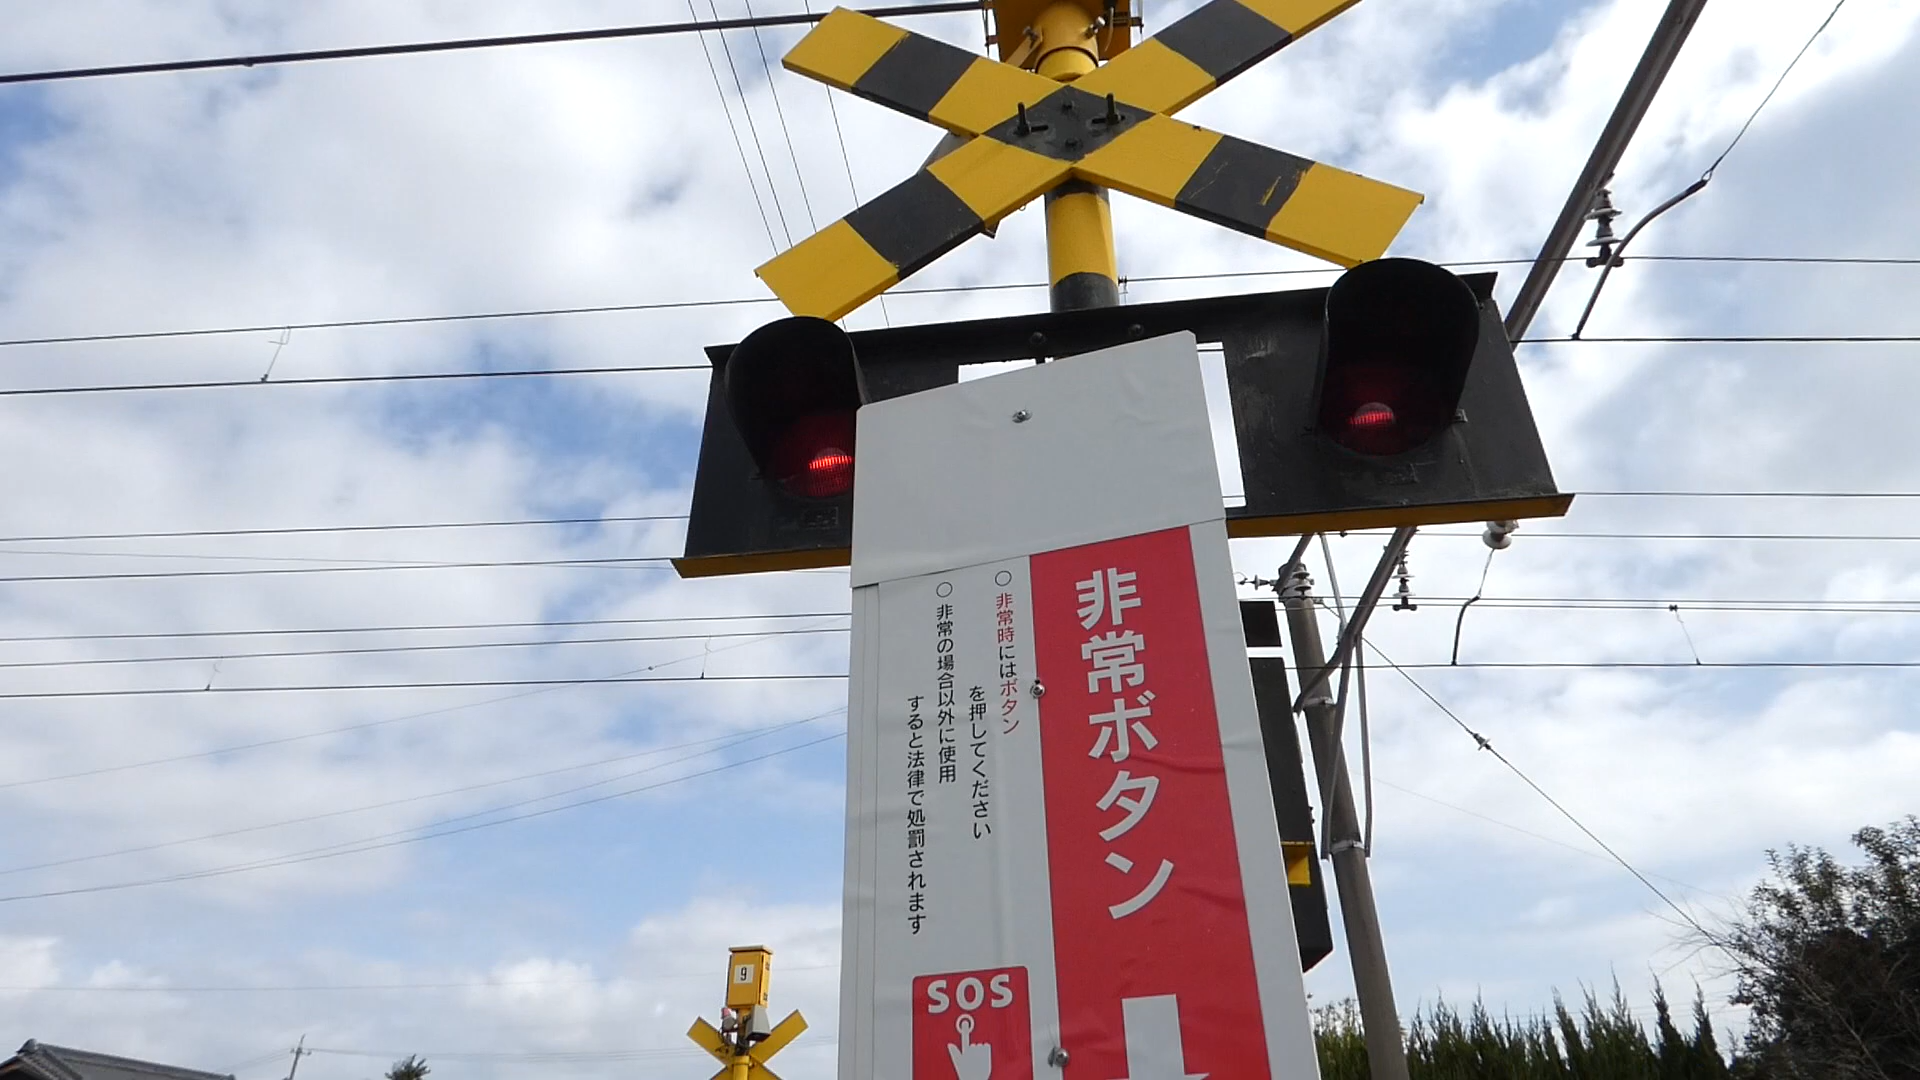 非常ボタン
○非常時にはボタン
を押してください
○非常の場合以外に使用
すると法律で処罰されます
SOS
9